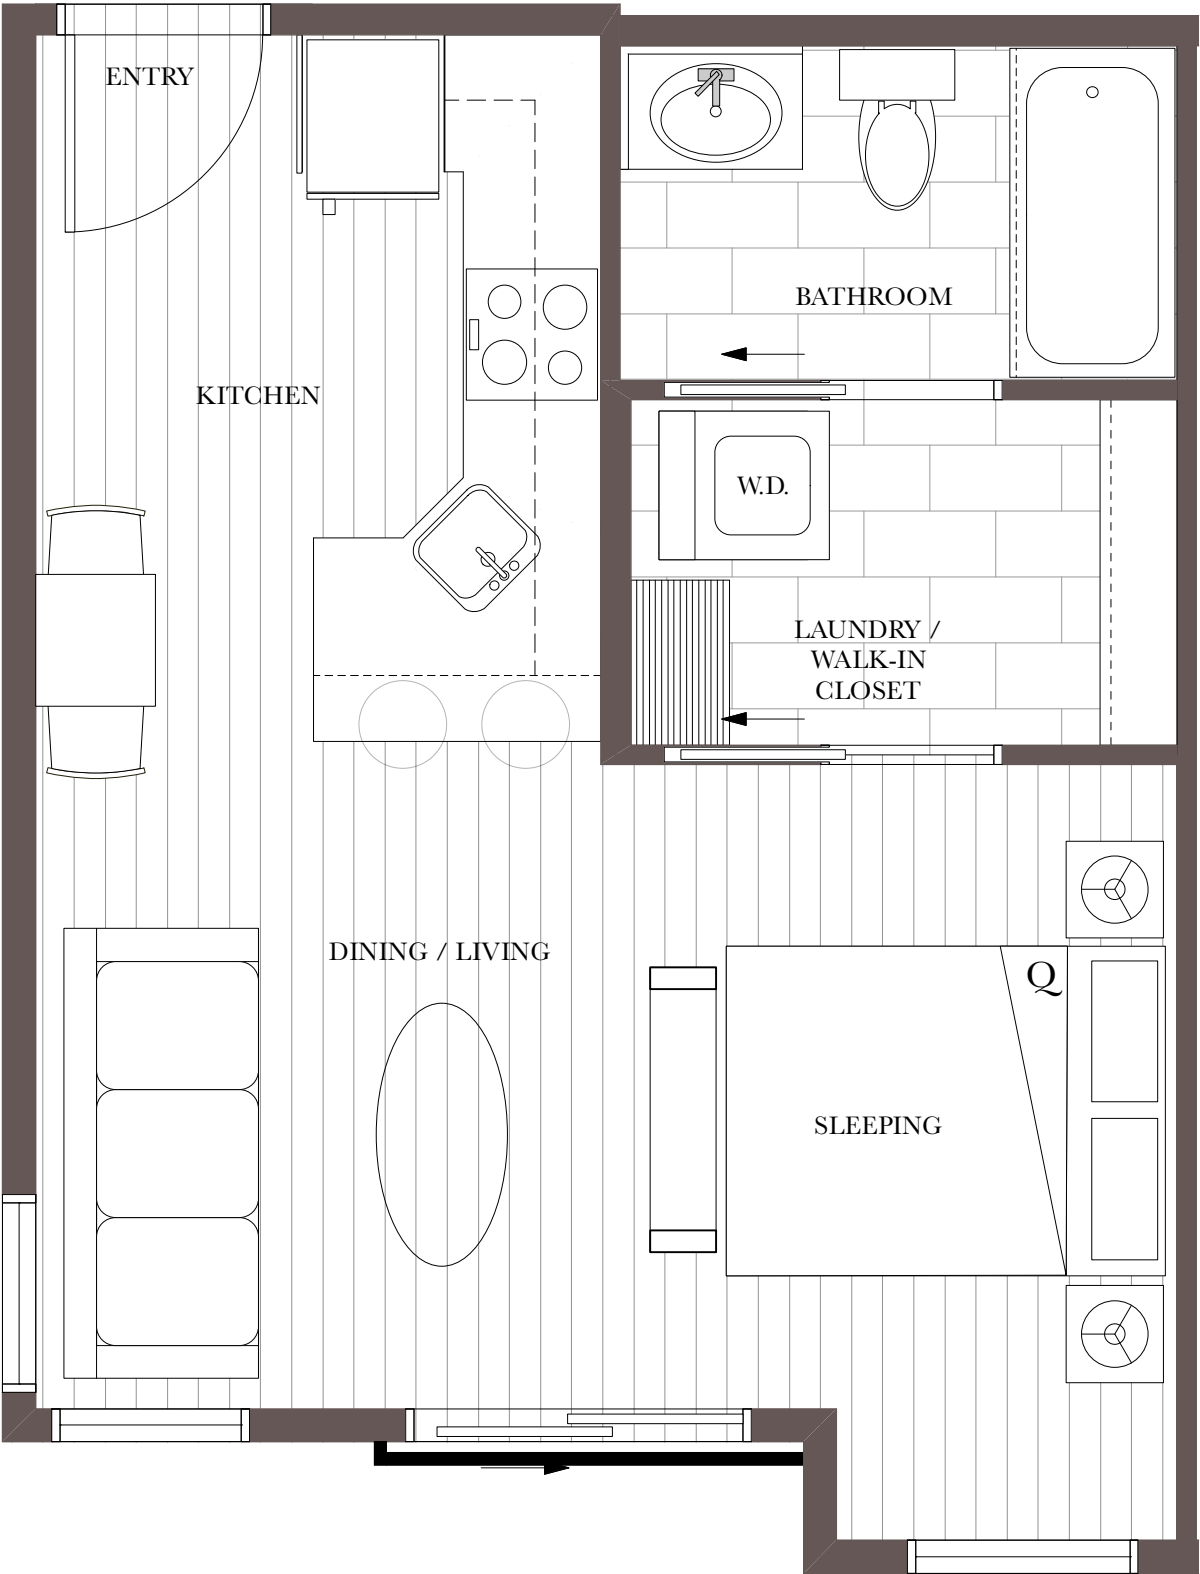 ENTRY
BATHROOM
KITCHEN
W.D.
LAUNDRY /
WALK-IN
CLOSET
DINING / LIVING
Q
SLEEPING